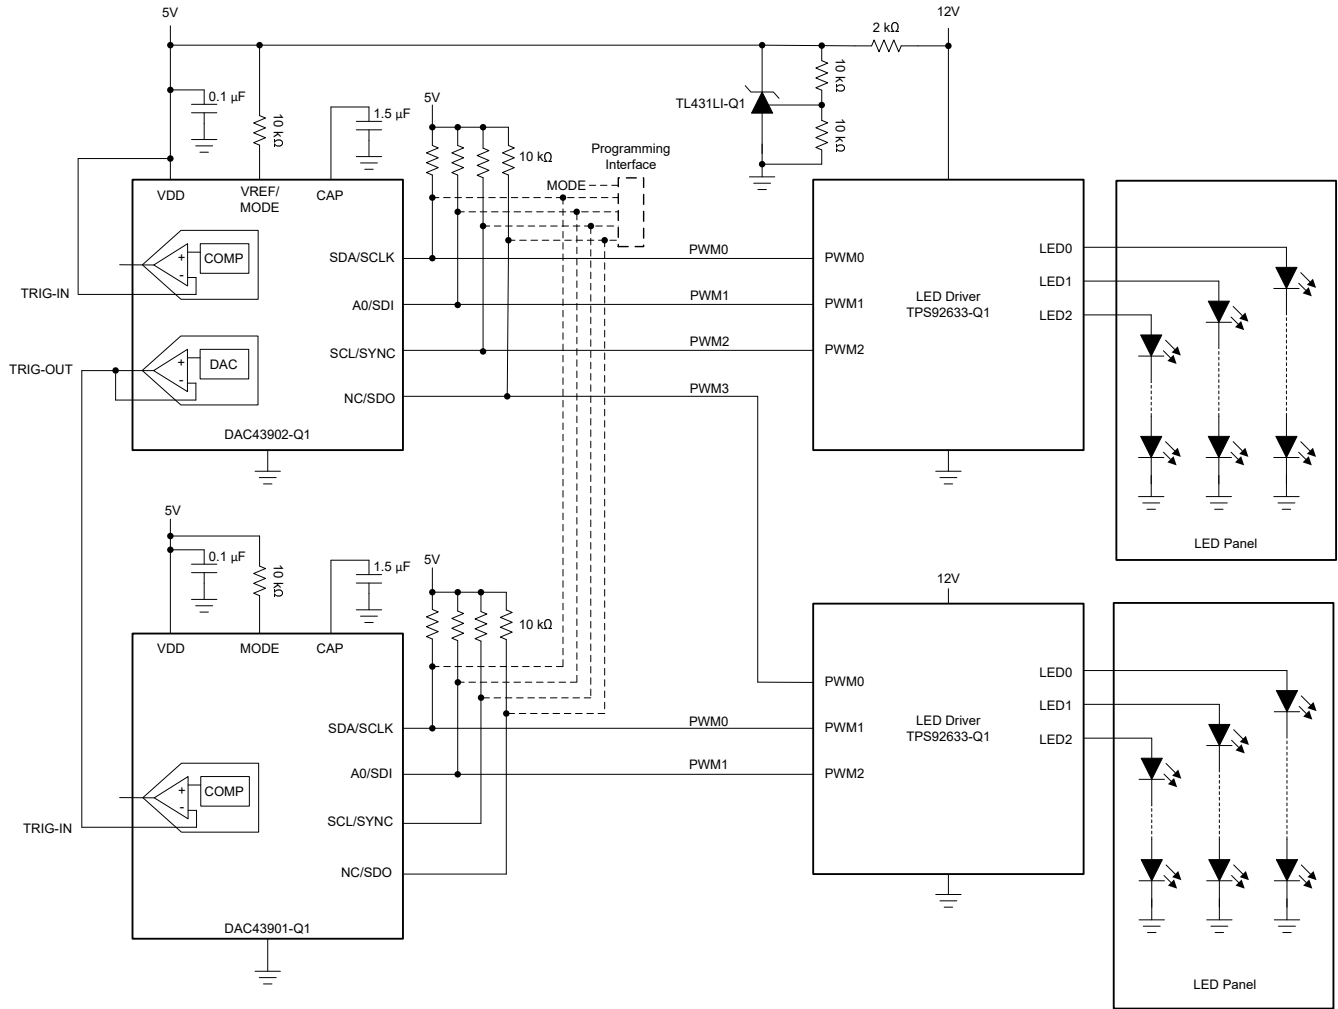 5V
12V
2 kΩ
0.1 µF
10 kΩ
1.5 µF
5V
10 kΩ
TL431LI-Q1
10 kΩ
10 kΩ
Programming
Interface
MODE
VDD
VREF/
MODE
CAP
COMP
+
-
TRIG-IN
SDA/SCLK
PWM0
PWM0
A0/SDI
PWM1
PWM1
SCL/SYNC
PWM2
PWM2
NC/SDO
PWM3
DAC
+
-
TRIG-OUT
DAC43902-Q1
LED Driver
TPS92633-Q1
LED0
LED1
LED2
LED Panel
5V
0.1 µF
10 kΩ
1.5 µF
5V
10 kΩ
12V
VDD
MODE
CAP
SDA/SCLK
PWM0
A0/SDI
PWM1
SCL/SYNC
NC/SDO
COMP
+
-
TRIG-IN
DAC43901-Q1
PWM0
PWM1
PWM2
LED Driver
TPS92633-Q1
LED0
LED1
LED2
LED Panel